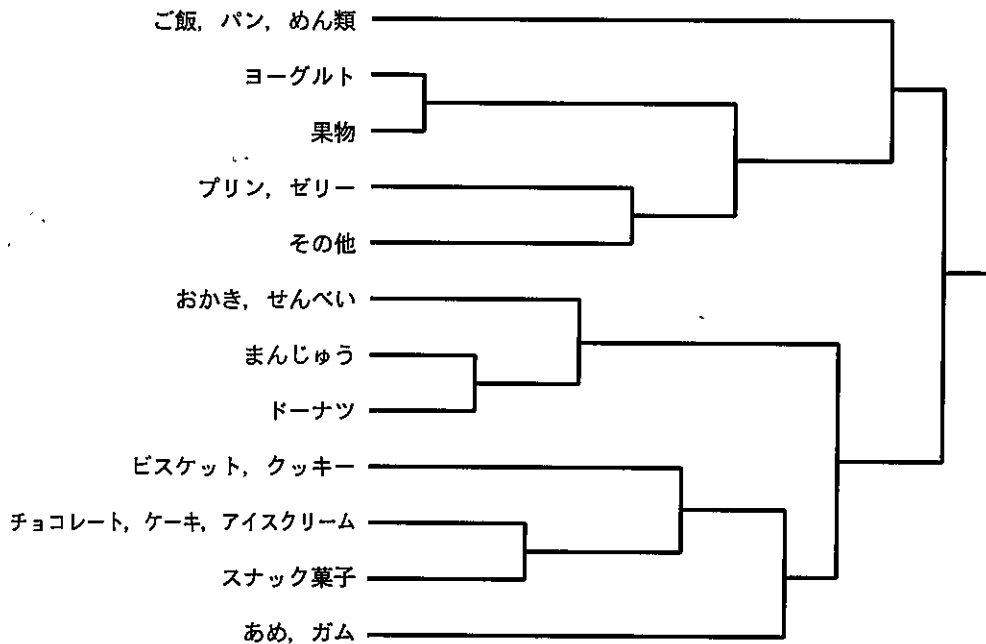 ご飯，パン，めん類
ヨーグルト
果物
プリン，ゼリー
その他
おかき，せんべい
まんじゅう
ドーナツ
ビスケット，クッキー
チョコレート，ケーキ，アイスクリーム
スナック菓子
あめ，ガム